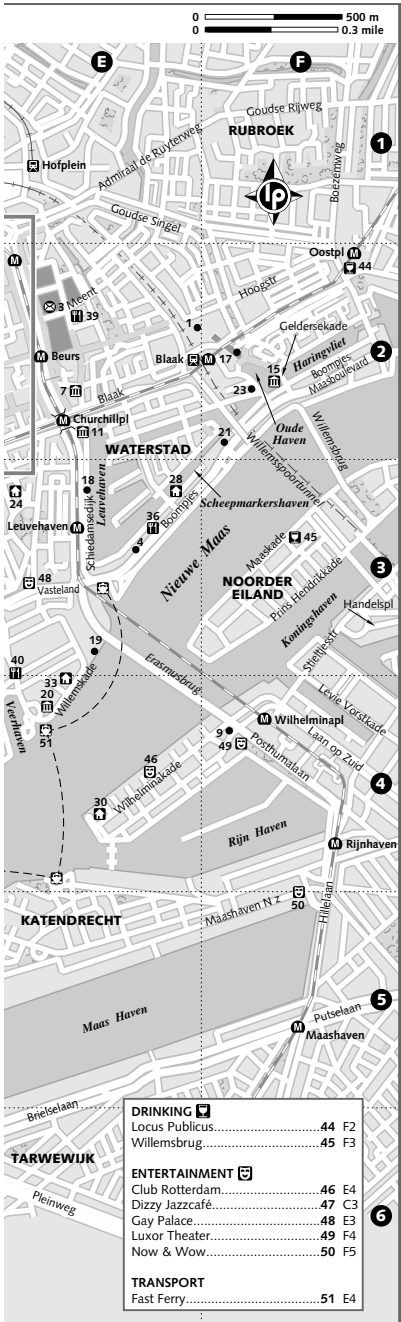 0 500 m
0 0.3 mile
E F
Goudse Rijweg
RUBROEK
1
Admiraal de Ruyterweg
Boezemweg
Hofplein
lp
Goudse Singel
Oostpl M
44
M
Hoogstr
3 Meent
39
1
Geldersekade
M Beurs
Blaak M 17
15
Haringvliet
2
Boompjes
Maasboulevard
7
Blaak
23
M Churchillpl
11
Oude
Haven
21
WATERSTAD
Willemsbrug
Willemsspoortunnel
18
28
24
Leuvehaven
Schiedamsedijk
Boompjes
Scheepmarkershaven
36
Leuvehaven M
4
Nieuwe Maas
Maaskade
45
3
48
Vasteland
NOORDER
EILAND
Prins Hendrikkade
Koningshaven
Handelspl
19
Stieltjesstr
40
Erasmusbrug
33
20
Willemskade
Levie Vorstkade
Veerhaven
51
M Wilhelminapl
9
49
Laan op Zuid
Posthumalaan
46
4
Wilhelminakade
30
Rijn Haven
M Rijnhaven
KATENDRECHT
Maashaven N z
50
Hillelaan
Maas Haven
5
Putselaan
M Maashaven
Brielselaan
TARWEWIJK
Pleinweg
6
DRINKING
Locus Publicus 44 F2
Willemsbrug 45 F3
ENTERTAINMENT
Club Rotterdam 46 E4
Dizzy Jazzcafé 47 C3
Gay Palace 48 E3
Luxor Theater 49 F4
Now & Wow 50 F5
TRANSPORT
Fast Ferry 51 E4